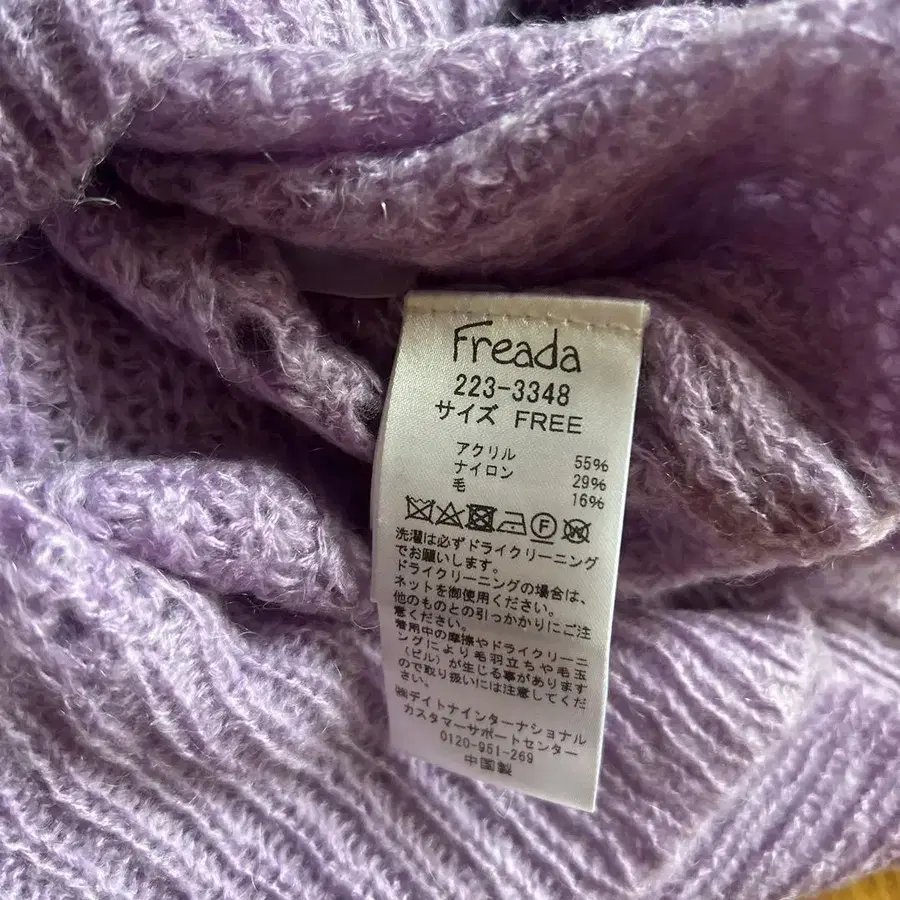 Freada
223-3348
サイズ FREE
アクリル 55%
ナイロン 29%
毛 16%
F
W
洗濯は必ずドライクリーニング
でお願いします。
ドライクリーニングの場合は、
ネットを御使用ください。
他のものとの引っかかりにご注
意ください。
着用中の摩擦やドライクリーニ
ングにより毛羽立ちや毛玉
(ピル)が生じる事があります
ので取り扱いには注意してくだ
さい。
㈱デイトナインターナショナル
カスタマーサポートセンター
0120-951-269
中国製